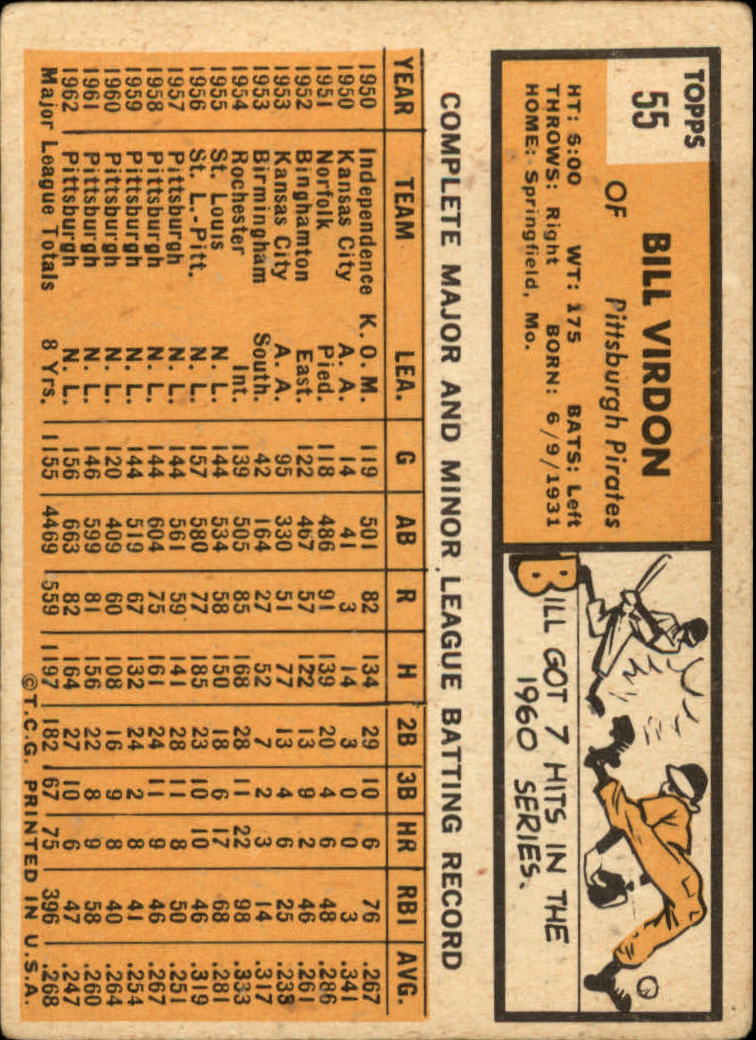 TOPPS
55
BILL VIRDON
OF Pittsburgh Pirates
HT: 6:00 WT: 175 BATS: Left
THROWS: Right BORN: 6/9/1931
HOME: Springfield, Mo.
BILL GOT 7 HITS IN THE
1960 SERIES.
COMPLETE MAJOR AND MINOR LEAGUE BATTING RECORD
YEAR TEAM LEA. G AB R H 2B 3B HR RBI AVG.
1950 Independence K. O. M. 119 501 82 134 29 10 6 76 .267
1950 Kansas City A. A. 14 41 3 14 3 0 0 3 .341
1951 Norfolk Pied. 118 486 91 139 20 4 6 48 .286
1952 Binghamton East. 122 467 57 122 13 9 2 46 .261
1953 Kansas City A. A. 95 330 51 77 13 4 6 25 .233
1953 Birmingham South. 42 164 27 52 7 2 3 14 .317
1954 Rochester Int. 139 505 85 168 28 11 22 98 .333
1955 St. Louis N. L. 144 534 58 150 18 6 17 68 .281
1956 St. L.-Pitt. N. L. 157 580 77 185 23 10 10 46 .319
1957 Pittsburgh N. L. 144 561 59 141 28 11 8 50 .251
1958 Pittsburgh N. L. 144 604 75 161 24 11 9 46 .267
1959 Pittsburgh N. L. 144 519 67 132 24 2 8 41 .254
1960 Pittsburgh N. L. 120 409 60 108 16 9 8 40 .264
1961 Pittsburgh N. L. 146 599 81 156 22 8 9 58 .260
1962 Pittsburgh N. L. 156 663 82 164 27 10 6 47 .247
Major League Totals 8 Yrs. 1155 4469 559 1197 182 67 75 396 .268
©T.C.G. PRINTED IN U.S.A.